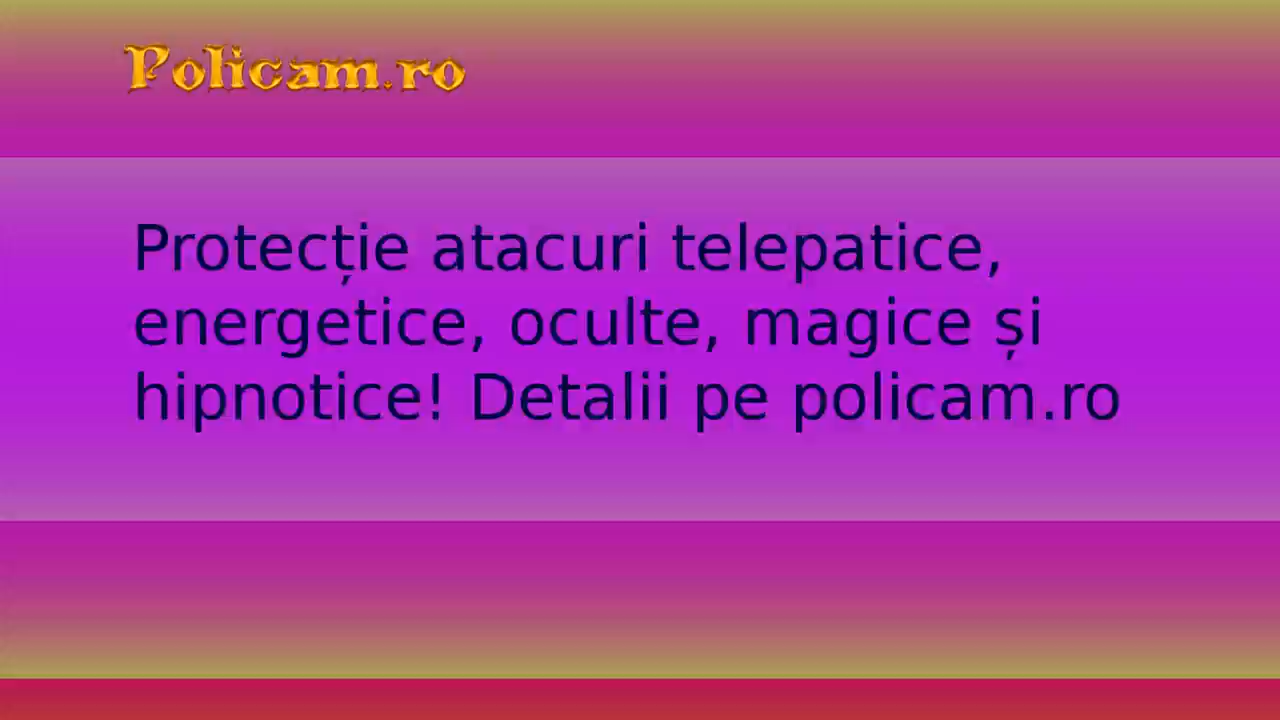 Policam.ro
Protecție atacuri telepatice,
energetice, oculte, magice și
hipnotice! Detalii pe policam.ro